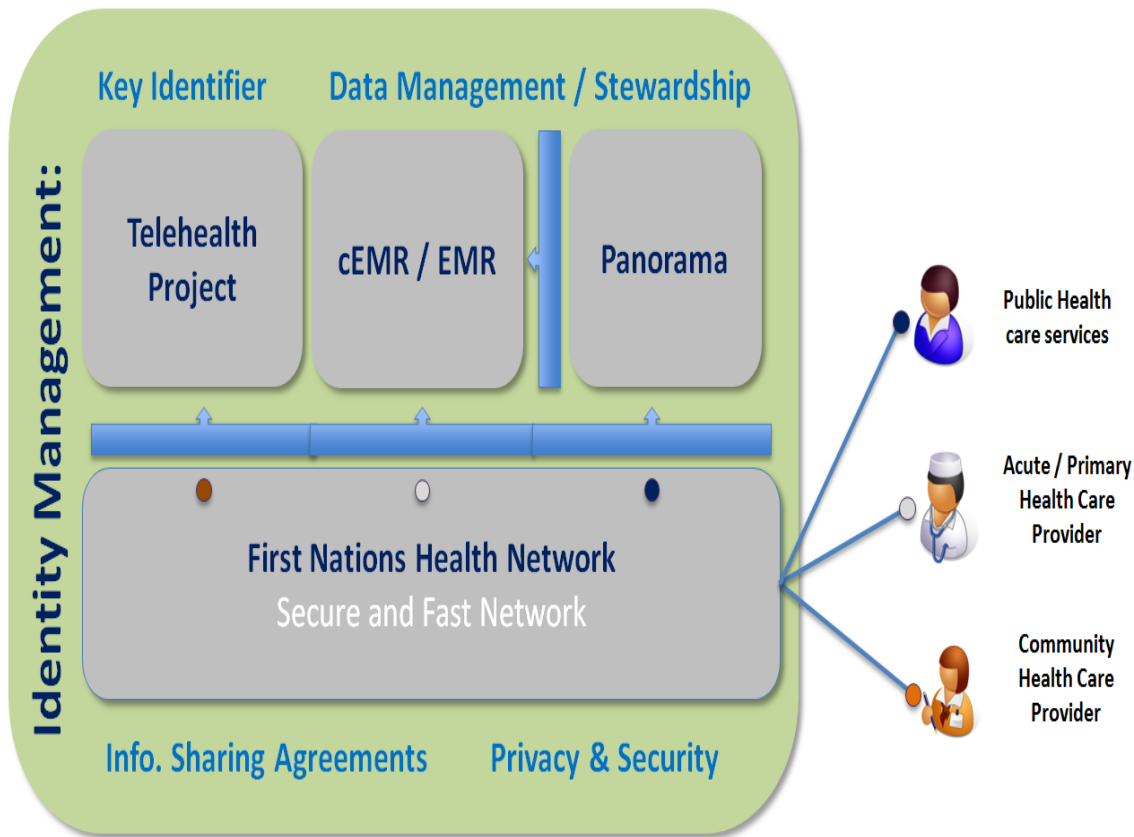 Key Identifier
Data Management / Stewardship
Identity Management:
Telehealth
Project
cEMR / EMR
Panorama
First Nations Health Network
Secure and Fast Network
Info. Sharing Agreements
Privacy & Security
Public Health
care services
Acute / Primary
Health Care
Provider
Community
Health Care
Provider